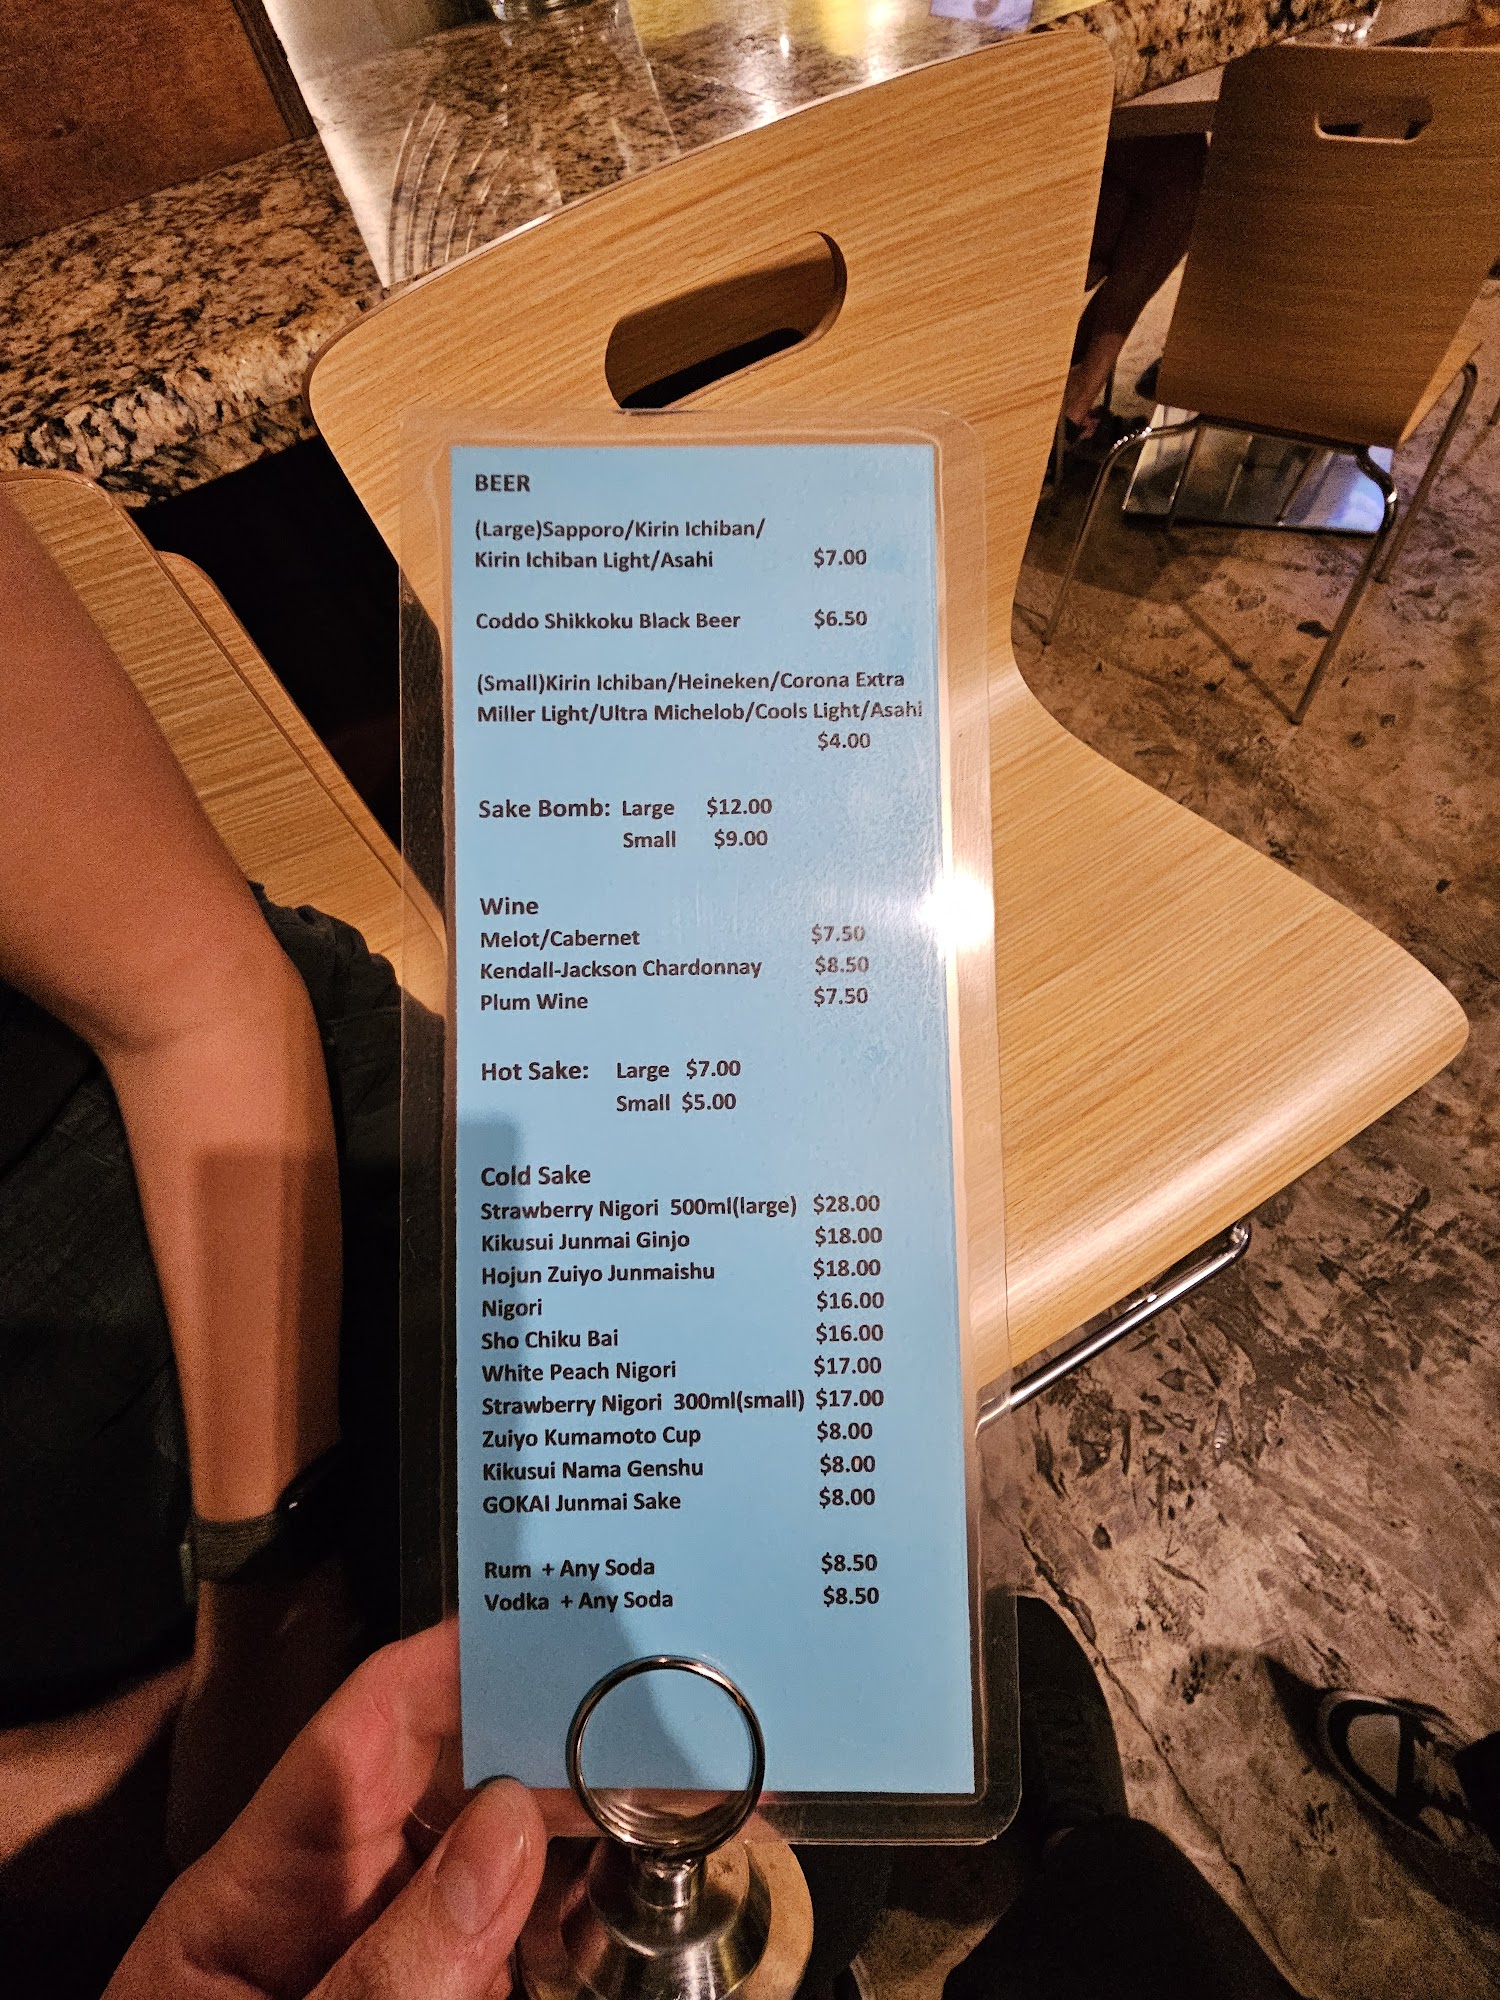 BEER
(Large)Sapporo/Kirin Ichiban/
Kirin Ichiban Light/Asahi $7.00
Coddo Shikkoku Black Beer $6.50
(Small)Kirin Ichiban/Heineken/Corona Extra
Miller Light/Ultra Michelob/Cools Light/Asahi
$4.00
Sake Bomb: Large $12.00
Small $9.00
Wine
Melot/Cabernet $7.50
Kendall-Jackson Chardonnay $8.50
Plum Wine $7.50
Hot Sake: Large $7.00
Small $5.00
Cold Sake
Strawberry Nigori 500ml(large) $28.00
Kikusui Junmai Ginjo $18.00
Hojun Zuiyo Junmaishu $18.00
Nigori $16.00
Sho Chiku Bai $16.00
White Peach Nigori $17.00
Strawberry Nigori 300ml(small) $17.00
Zuiyo Kumamoto Cup $8.00
Kikusui Nama Genshu $8.00
GOKAI Junmai Sake $8.00
Rum + Any Soda $8.50
Vodka + Any Soda $8.50